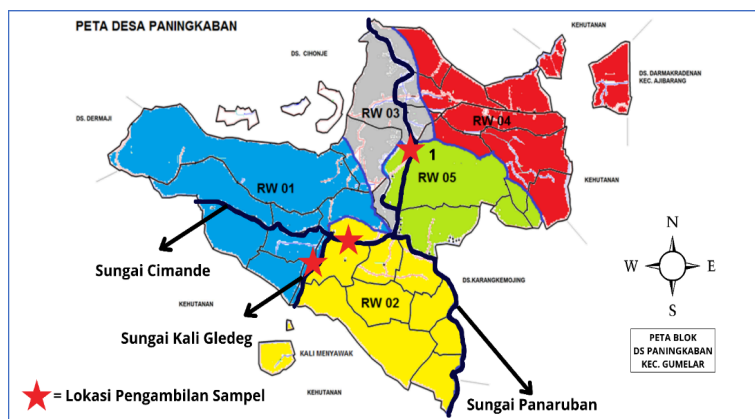 PETA DESA PANINGKABAN
KEHUTANAN
DS. CIHONJE
DS. DARMAKRADENAN
KEC. AJIBARANG
DS. DERMAJI
RW 03
RW 04
1
RW 05
RW 01
KEHUTANAN
N
W
E
S
Sungai Cimande
DS.KARANGKEMOJING
KEHUTANAN
RW 02
Sungai Kali Gledeg
KALI MENYAWAK
PETA BLOK
DS PANINGKABAN
KEC. GUMELAR
= Lokasi Pengambilan Sampel
KEHUTANAN
Sungai Panaruban